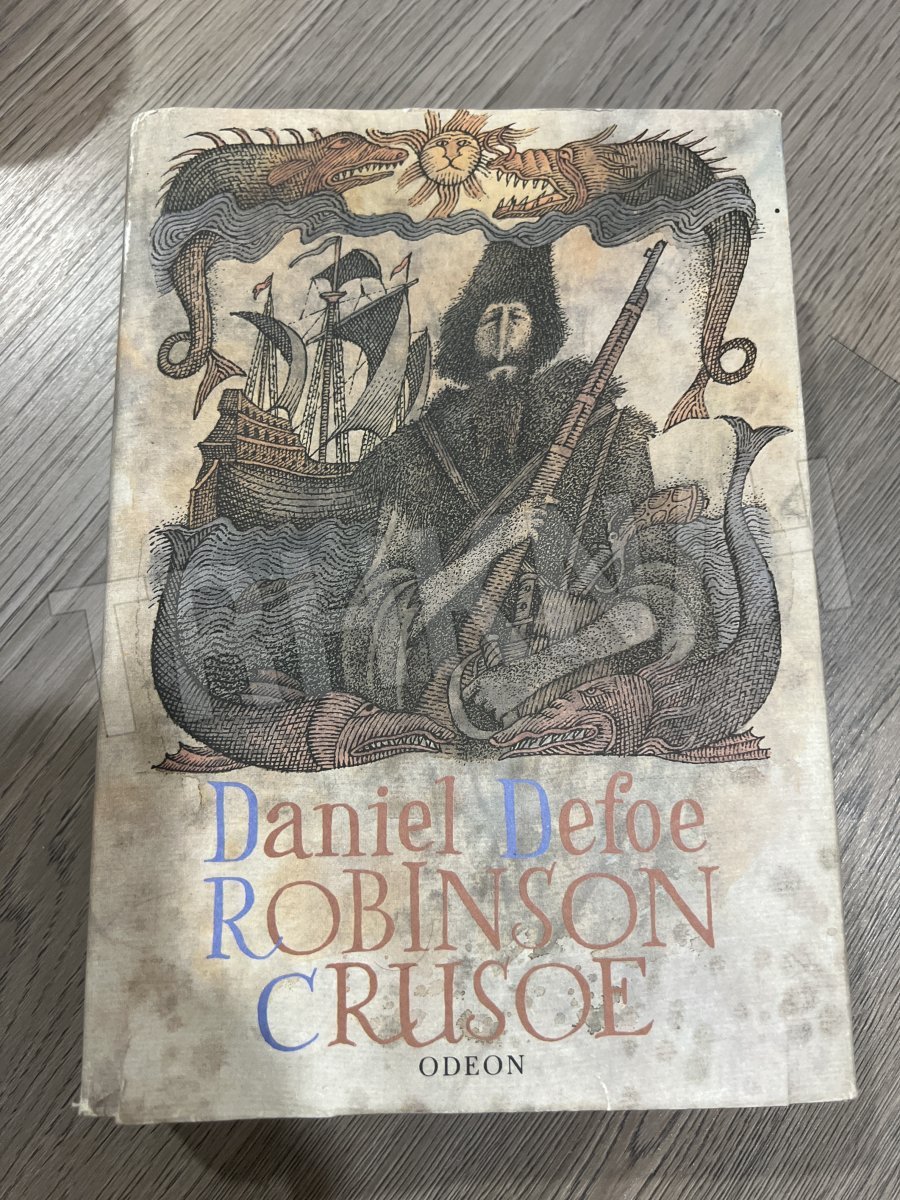 Daniel Defoe
ROBINSON
CRUSOE
ODEON